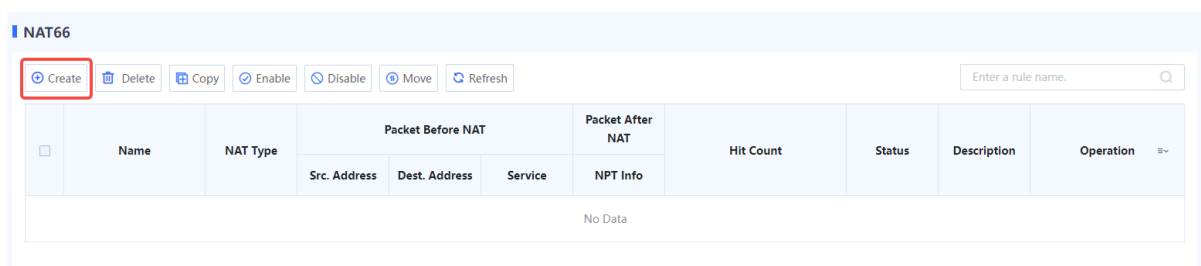 NAT66
Create Delete Copy Enable Disable Move Refresh Enter a rule name.
Name NAT Type Packet Before NAT Packet After NAT Hit Count Status Description Operation
Src. Address Dest. Address Service NPT Info
No Data